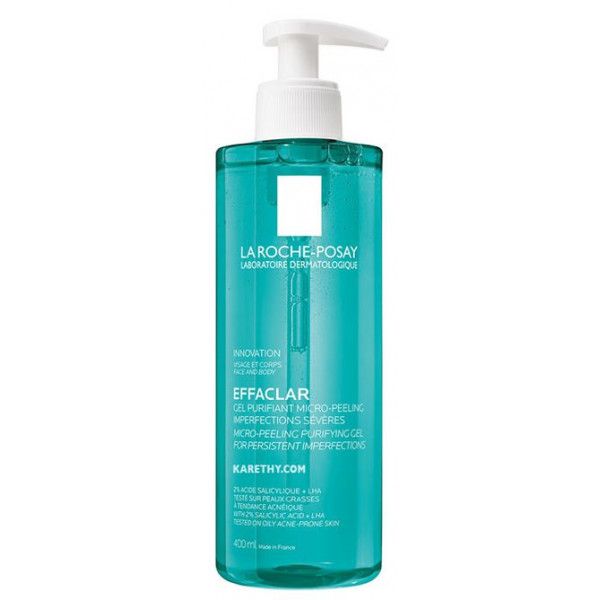 LA ROCHE-POSAY
LABORATOIRE DERMATOLOGIQUE
INNOVATION
VISAGE ET CORPS
FACE AND BODY
EFFACLAR
GEL PURIFIANT MICRO-PEELING
IMPERFECTIONS SÉVÈRES
MICRO-PEELING PURIFYING GEL
FOR PERSISTENT IMPERFECTIONS
KARETHY.COM
2% ACIDE SALICYLIQUE + LHA
TESTÉ SUR PEAUX GRASSES
À TENDANCE ACNÉIQUE
WITH 2% SALICYLIC ACID + LHA
TESTED ON OILY ACNE-PRONE SKIN
400ml Made in France